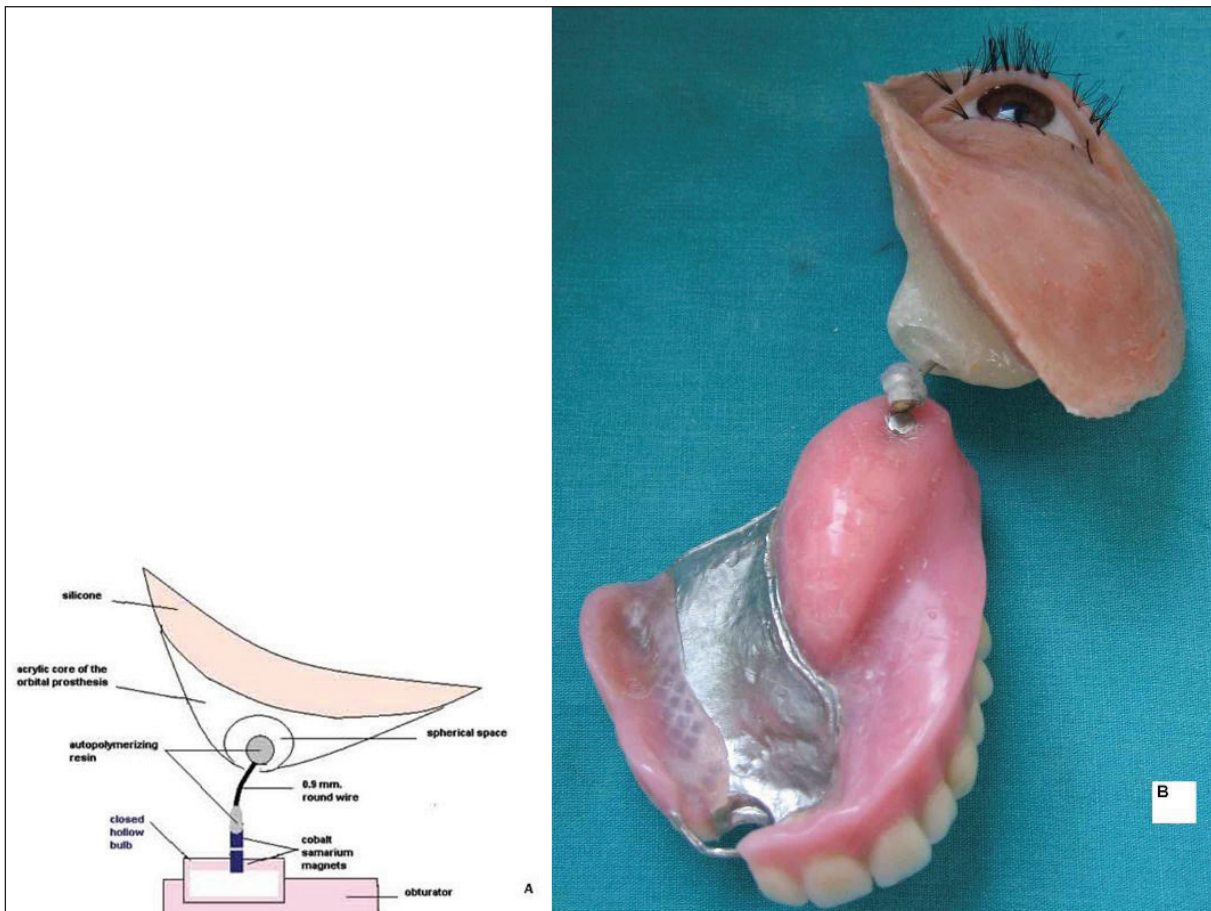 silicone
acrylic core of the
orbital prosthesis
spherical space
autopolymerizing
resin
0.9 mm.
round wire
closed
hollow
bulb
cobalt
samarium
magnets
obturator
A
B